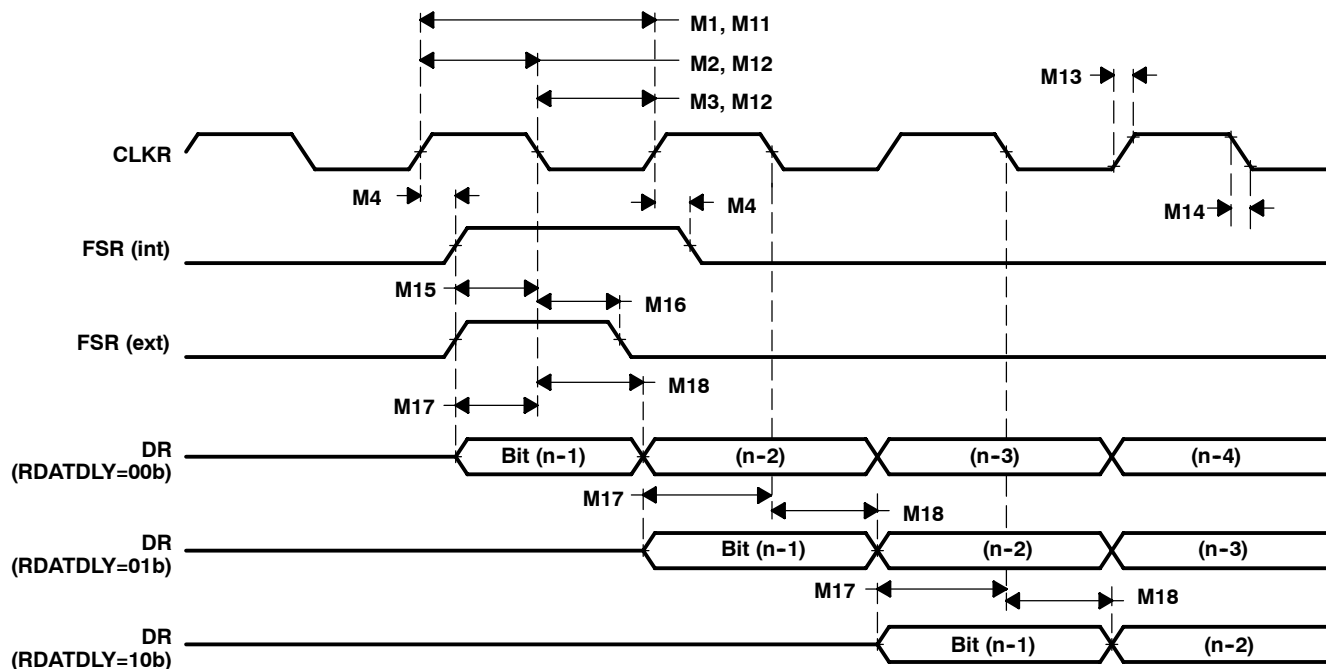 M1, M11
M2, M12
M13
M3, M12
CLKR
M4
M4
M14
FSR (int)
M15
M16
FSR (ext)
M18
M17
DR
(RDATDLY=00b)
Bit (n-1)
(n-2)
(n-3)
(n-4)
M17
M18
DR
(RDATDLY=01b)
Bit (n-1)
(n-2)
(n-3)
M17
M18
DR
(RDATDLY=10b)
Bit (n-1)
(n-2)